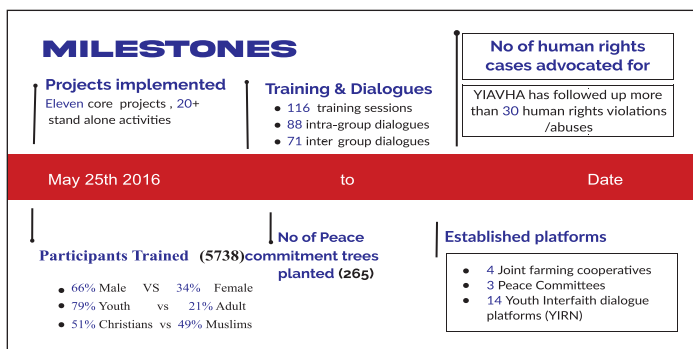 MILESTONES
Projects implemented
Eleven core projects , 20+
stand alone activities
Training & Dialogues
• 116 training sessions
• 88 intra-group dialogues
• 71 inter group dialogues
No of human rights
cases advocated for
YIAVHA has followed up more
than 30 human rights violations
/abuses
May 25th 2016 to Date
Participants Trained (5738)
• 66% Male VS 34% Female
• 79% Youth vs 21% Adult
• 51% Christians vs 49% Muslims
No of Peace
commitment trees
planted (265)
Established platforms
• 4 Joint farming cooperatives
• 3 Peace Committees
• 14 Youth Interfaith dialogue
platforms (YIRN)